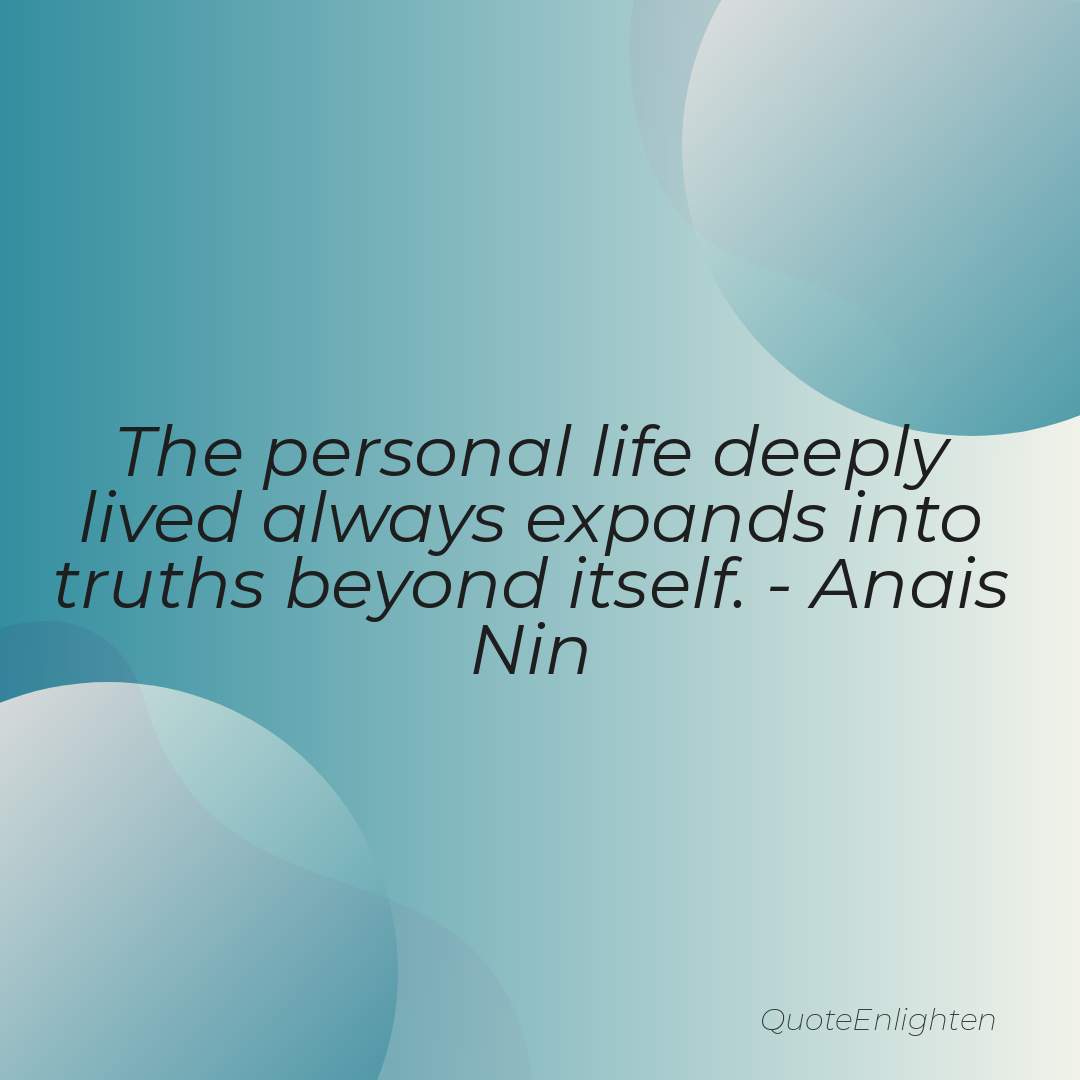 The personal life deeply
lived always expands into
truths beyond itself. - Anais
Nin
QuoteEnlighten